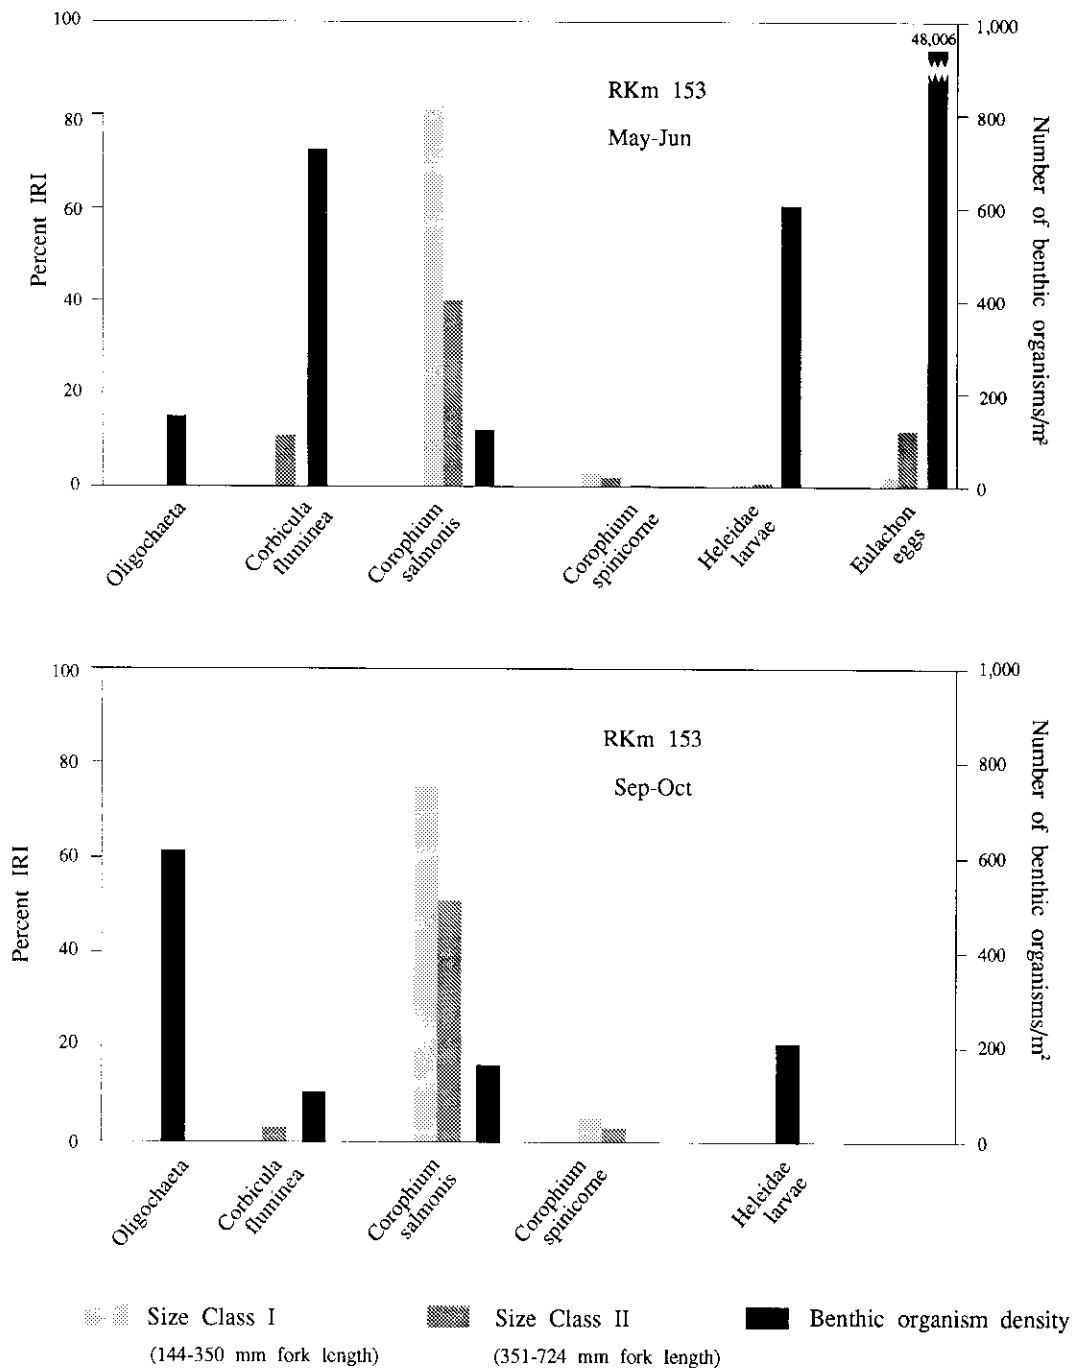 100
80
60
40
20
0
Percent IRI
1,000
800
600
400
200
0
Number of benthic organisms/m²
48,006
RKm 153
May-Jun
Oligochaeta
Corbicula
fluminea
Corophium
salmonis
Corophium
spinicorne
Heleidae
larvae
Eulachon
eggs
100
80
60
40
20
0
Percent IRI
1,000
800
600
400
200
0
Number of benthic organisms/m²
RKm 153
Sep-Oct
Oligochaeta
Corbicula
fluminea
Corophium
salmonis
Corophium
spinicorne
Heleidae
larvae
Size Class I
(144-350 mm fork length)
Size Class II
(351-724 mm fork length)
Benthic organism density